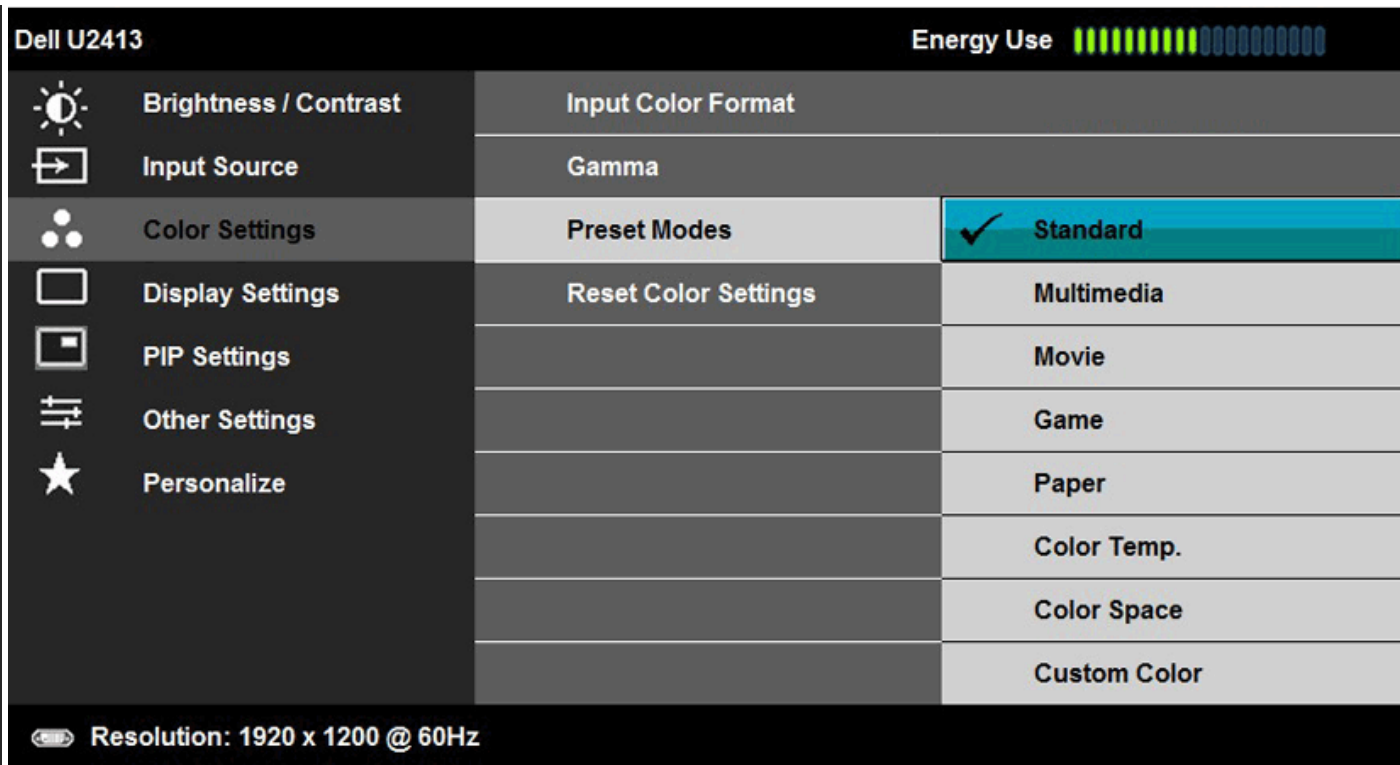 Dell U2413 Energy Use
Brightness / Contrast Input Color Format
Input Source Gamma
Color Settings Preset Modes Standard
Display Settings Reset Color Settings Multimedia
PIP Settings Movie
Other Settings Game
Personalize Paper
Color Temp.
Color Space
Custom Color
Resolution: 1920 x 1200 @ 60Hz